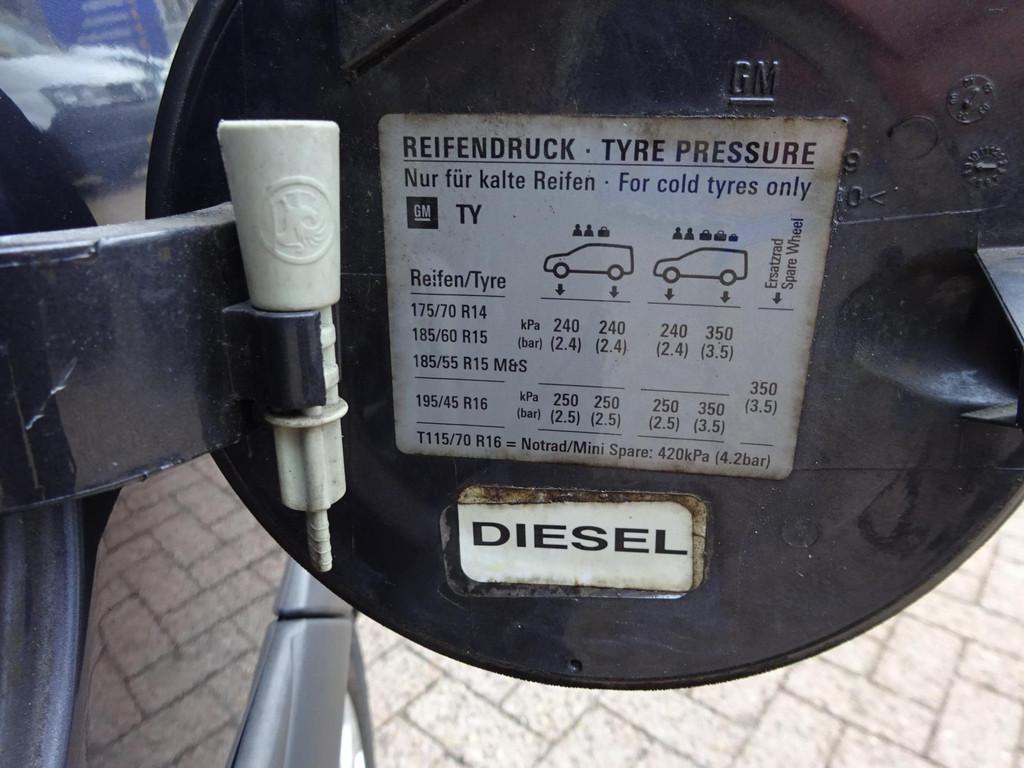 GM
REIFENDRUCK · TYRE PRESSURE
Nur für kalte Reifen · For cold tyres only
GM TY
Ersatzrad
Spare Wheel
Reifen/Tyre
175/70 R14
185/60 R15 kPa 240 240 240 350
(bar) (2.4) (2.4) (2.4) (3.5)
185/55 R15 M&S
350
(3.5)
195/45 R16 kPa 250 250 250 350
(bar) (2.5) (2.5) (2.5) (3.5)
T115/70 R16 = Notrad/Mini Spare: 420kPa (4.2bar)
DIESEL